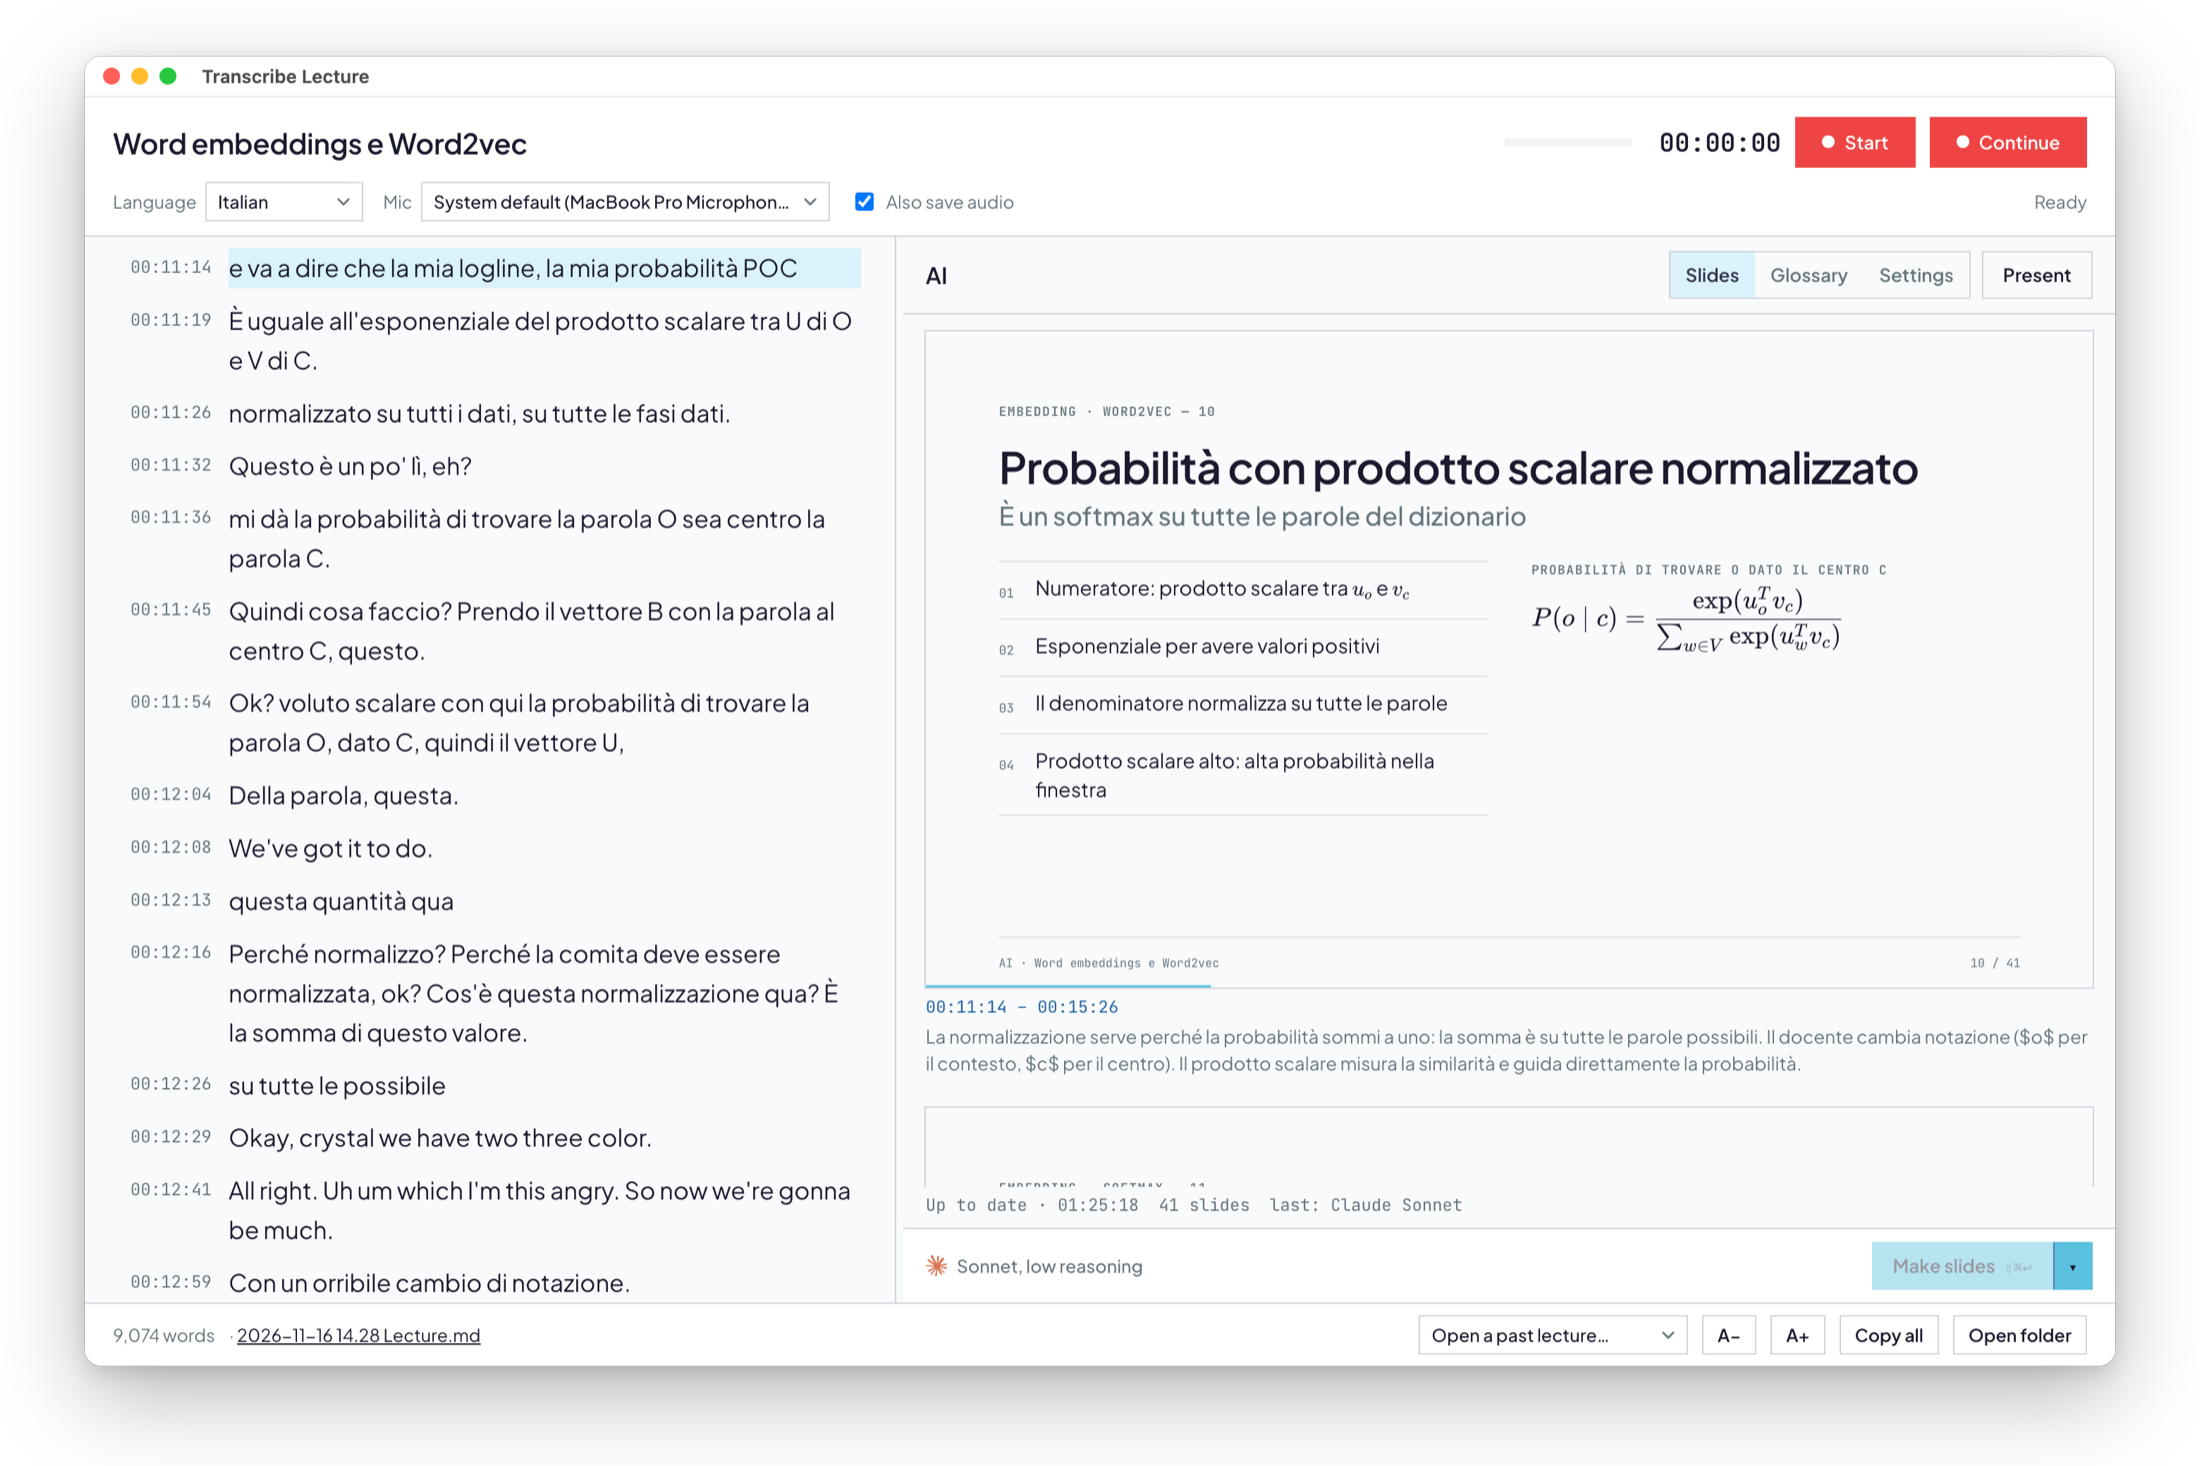 Transcribe Lecture
Word embeddings e Word2vec
00:00:00
Start
Continue
Language
Italian
Mic
System default (MacBook Pro Microphon...
Also save audio
Ready
00:11:14 e va a dire che la mia logline, la mia probabilità POC
00:11:19 È uguale all'esponenziale del prodotto scalare tra U di O
e V di C.
00:11:26 normalizzato su tutti i dati, su tutte le fasi dati.
00:11:32 Questo è un po' lì, eh?
00:11:36 mi dà la probabilità di trovare la parola O sea centro la
parola C.
00:11:45 Quindi cosa faccio? Prendo il vettore B con la parola al
centro C, questo.
00:11:54 Ok? voluto scalare con qui la probabilità di trovare la
parola O, dato C, quindi il vettore U,
00:12:04 Della parola, questa.
00:12:08 We've got it to do.
00:12:13 questa quantità qua
00:12:16 Perché normalizzo? Perché la comita deve essere
normalizzata, ok? Cos'è questa normalizzazione qua? È
la somma di questo valore.
00:12:26 su tutte le possibile
00:12:29 Okay, crystal we have two three color.
00:12:41 All right. Uh um which I'm this angry. So now we're gonna
be much.
00:12:59 Con un orribile cambio di notazione.
AI
Slides
Glossary
Settings
Present
EMBEDDING · WORD2VEC — 10
Probabilità con prodotto scalare normalizzato
È un softmax su tutte le parole del dizionario
01 Numeratore: prodotto scalare tra u_o e v_c
02 Esponenziale per avere valori positivi
03 Il denominatore normalizza su tutte le parole
04 Prodotto scalare alto: alta probabilità nella
finestra
PROBABILITÀ DI TROVARE O DATO IL CENTRO C
P(o | c) = exp(u_o^T v_c) / ∑_{w∈V} exp(u_w^T v_c)
AI · Word embeddings e Word2vec
10 / 41
00:11:14 – 00:15:26
La normalizzazione serve perché la probabilità sommi a uno: la somma è su tutte le parole possibili. Il docente cambia notazione ($o$ per
il contesto, $c$ per il centro). Il prodotto scalare misura la similarità e guida direttamente la probabilità.
EMBEDDING · SOFTMAX — 11
Up to date · 01:25:18 41 slides last: Claude Sonnet
Sonnet, low reasoning
Make slides ⇧⌘↩
9,074 words · 2026-11-16 14.28 Lecture.md
Open a past lecture...
A-
A+
Copy all
Open folder